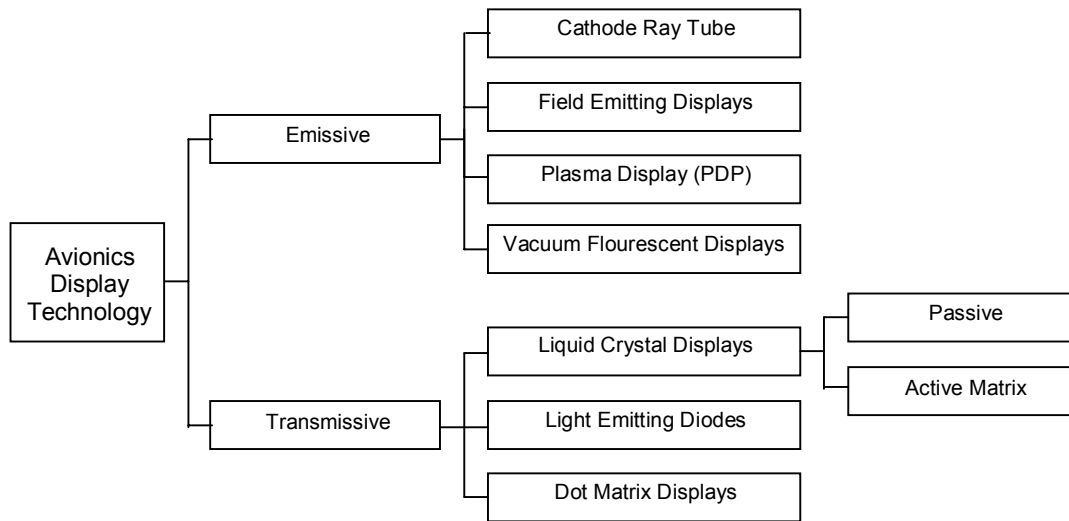 Cathode Ray Tube
Field Emitting Displays
Emissive
Plasma Display (PDP)
Vacuum Flourescent Displays
Avionics
Display
Technology
Passive
Liquid Crystal Displays
Active Matrix
Transmissive
Light Emitting Diodes
Dot Matrix Displays